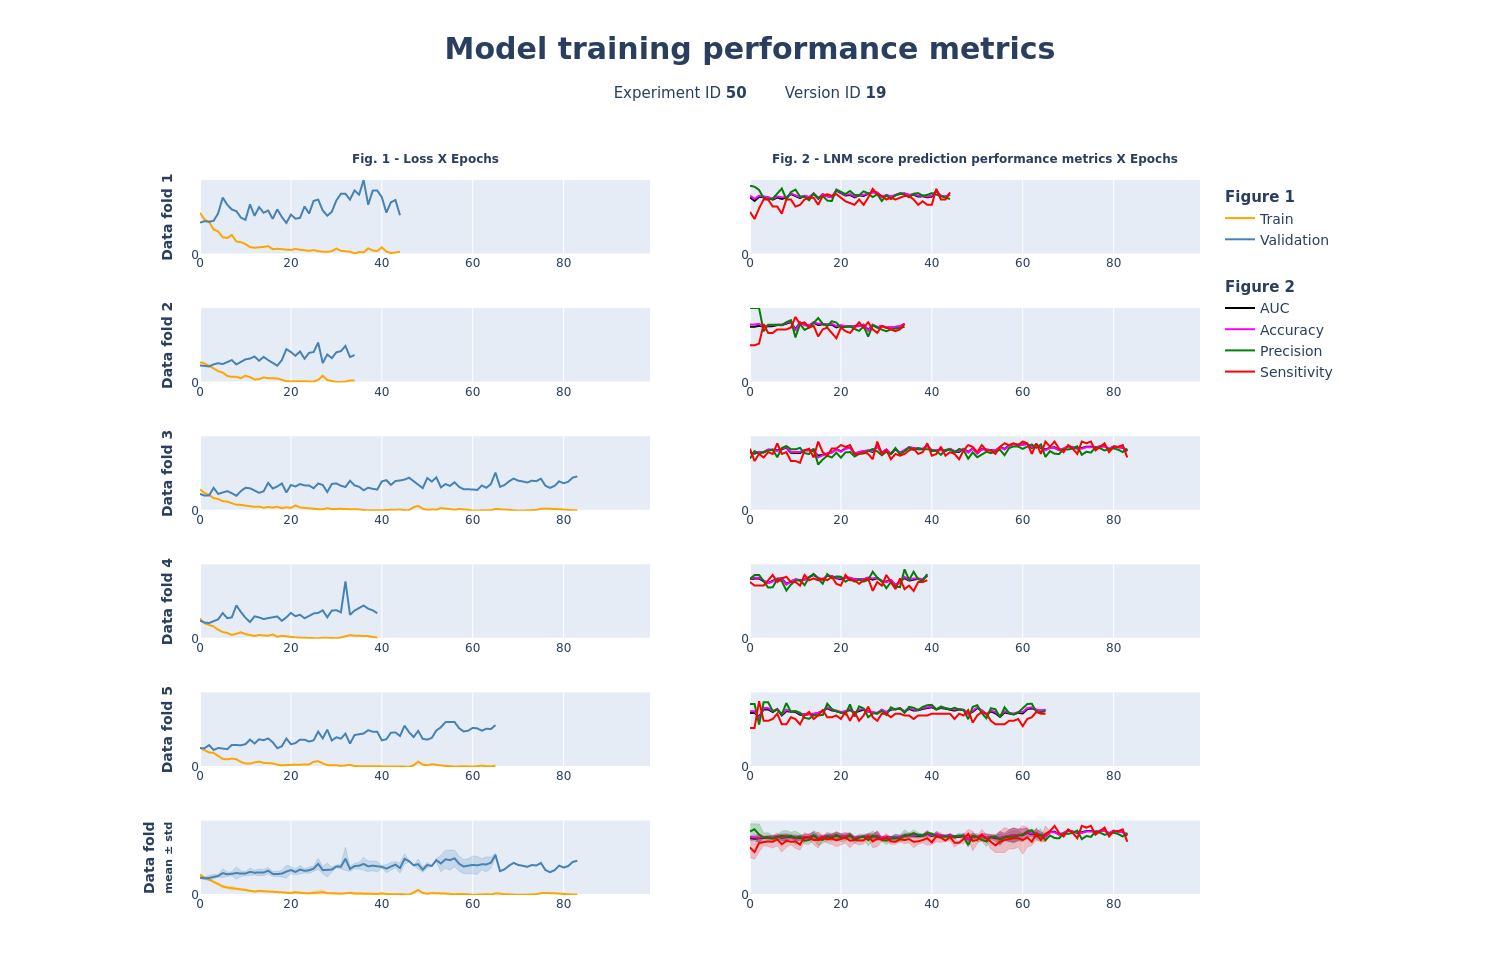 Model training performance metrics
Experiment ID 50 Version ID 19
Fig. 1 - Loss X Epochs
Fig. 2 - LNM score prediction performance metrics X Epochs
Data fold 1
0
0 20 40 60 80
0
0 20 40 60 80
Figure 1
Train
Validation
Figure 2
AUC
Accuracy
Precision
Sensitivity
Data fold 2
0
0 20 40 60 80
0
0 20 40 60 80
Data fold 3
0
0 20 40 60 80
0
0 20 40 60 80
Data fold 4
0
0 20 40 60 80
0
0 20 40 60 80
Data fold 5
0
0 20 40 60 80
0
0 20 40 60 80
Data fold
mean ± std
0
0 20 40 60 80
0
0 20 40 60 80